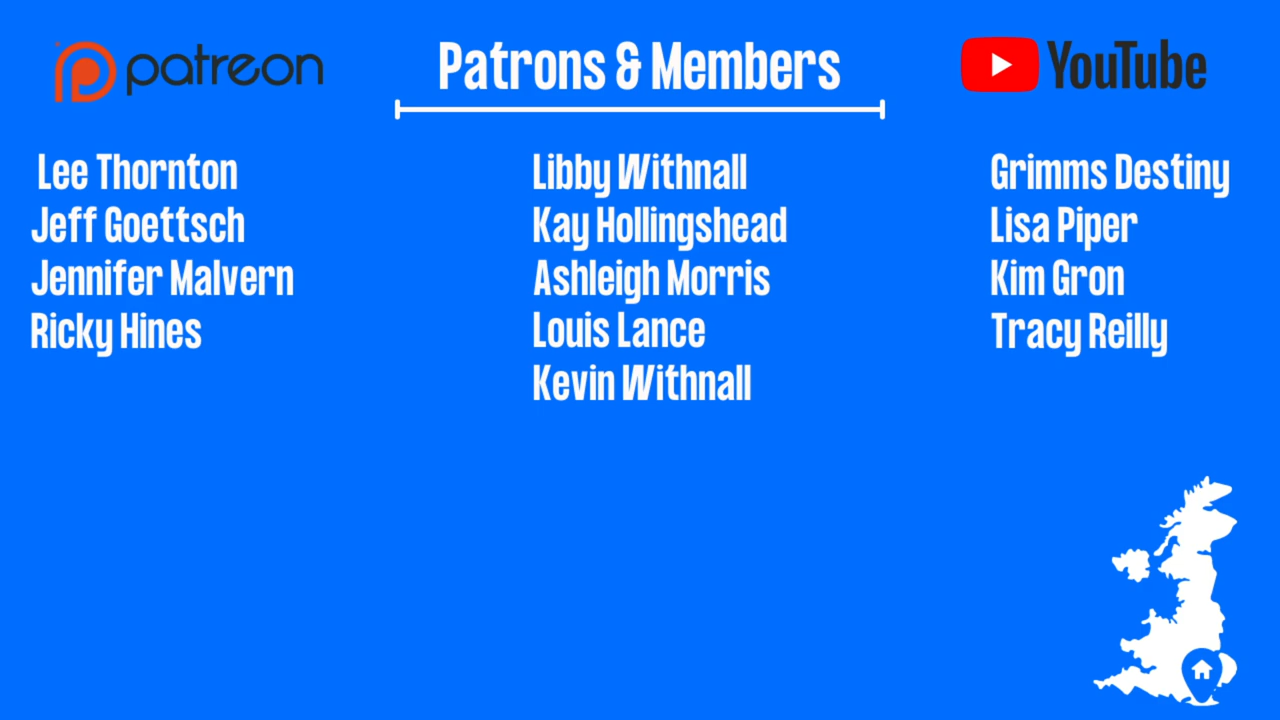 patreon
Patrons & Members
YouTube
Lee Thornton
Jeff Goettsch
Jennifer Malvern
Ricky Hines
Libby Withnall
Kay Hollingshead
Ashleigh Morris
Louis Lance
Kevin Withnall
Grimms Destiny
Lisa Piper
Kim Gron
Tracy Reilly